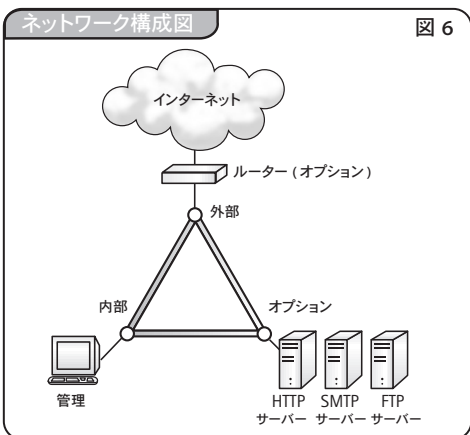 ネットワーク構成図
図 6
インターネット
ルーター ( オプション )
外部
内部
オプション
管理
HTTP サーバー
SMTP サーバー
FTP サーバー